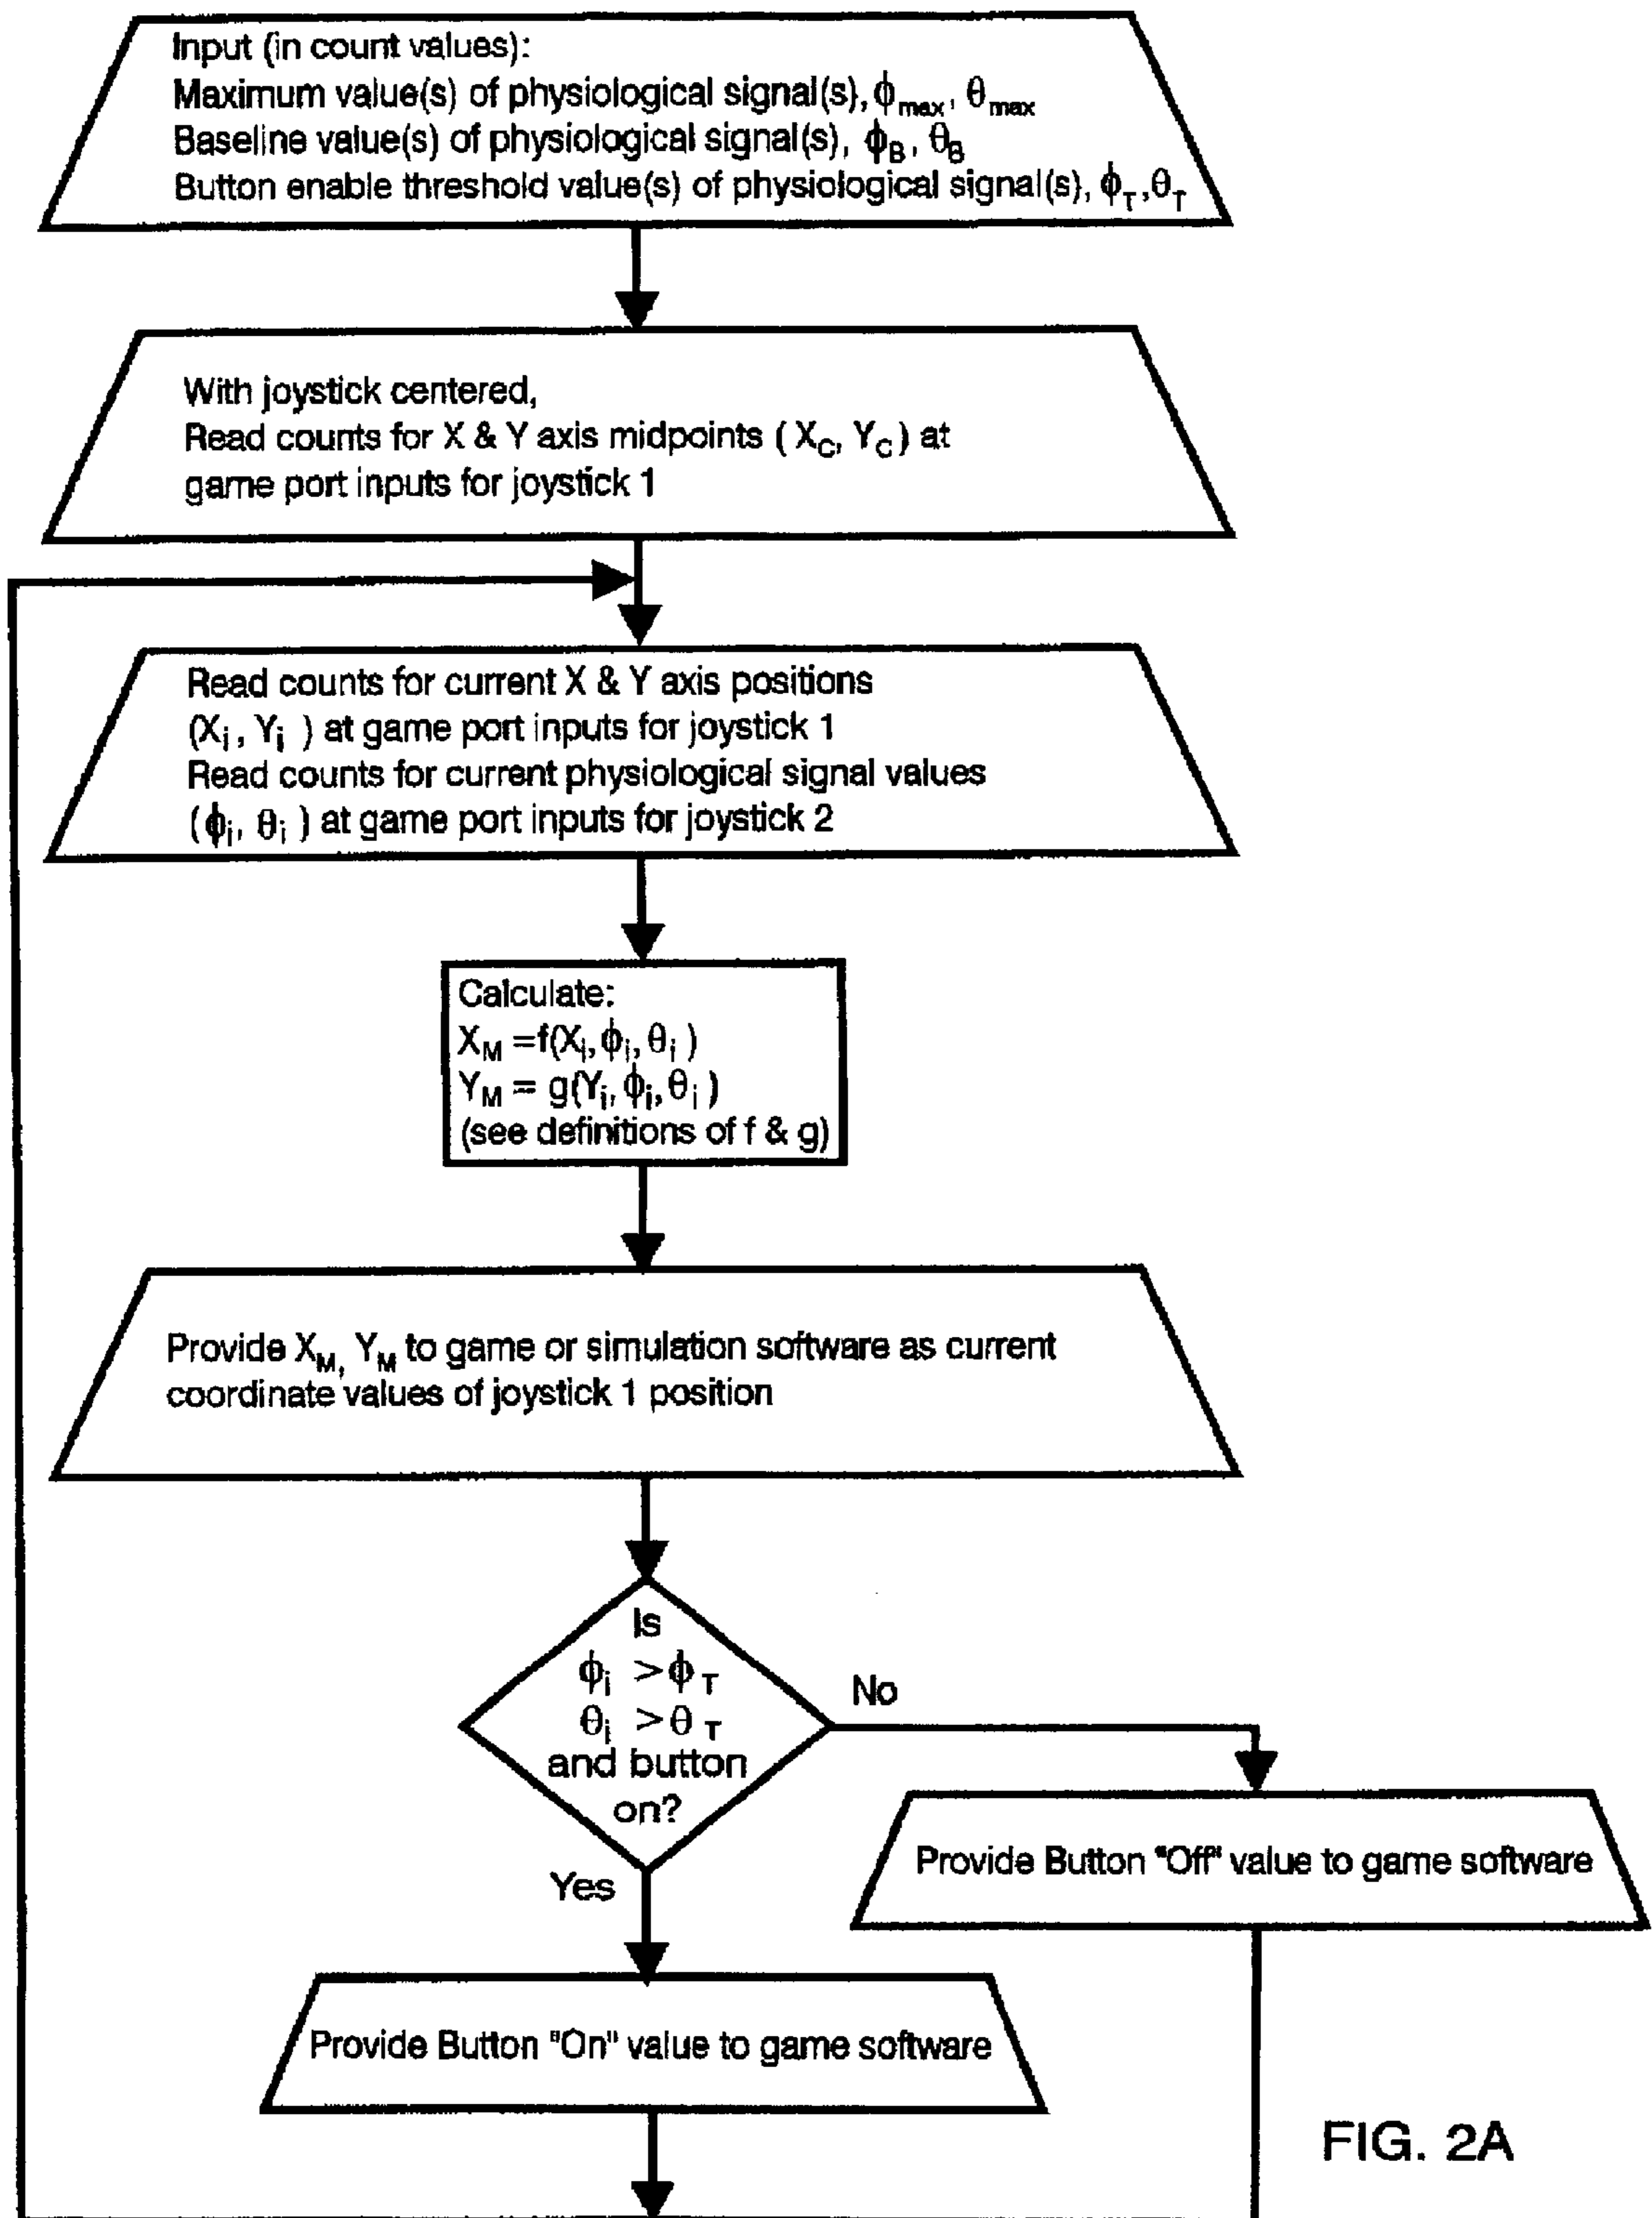 Input (in count values):
Maximum value(s) of physiological signal(s), ϕmax, θmax
Baseline value(s) of physiological signal(s), ϕB, θB
Button enable threshold value(s) of physiological signal(s), ϕT,θT
With joystick centered,
Read counts for X & Y axis midpoints ( XC, YC ) at
game port inputs for joystick 1
Read counts for current X & Y axis positions
(Xi , Yi ) at game port inputs for joystick 1
Read counts for current physiological signal values
( ϕi, θi ) at game port inputs for joystick 2
Calculate:
XM =f(Xi, ϕi, θi )
YM = g(Yi, ϕi, θi )
(see definitions of f & g)
Provide XM, YM to game or simulation software as current
coordinate values of joystick 1 position
Is
ϕi > ϕT
θi > θT
and button
on?
No
Provide Button "Off" value to game software
Yes
Provide Button "On" value to game software
FIG. 2A